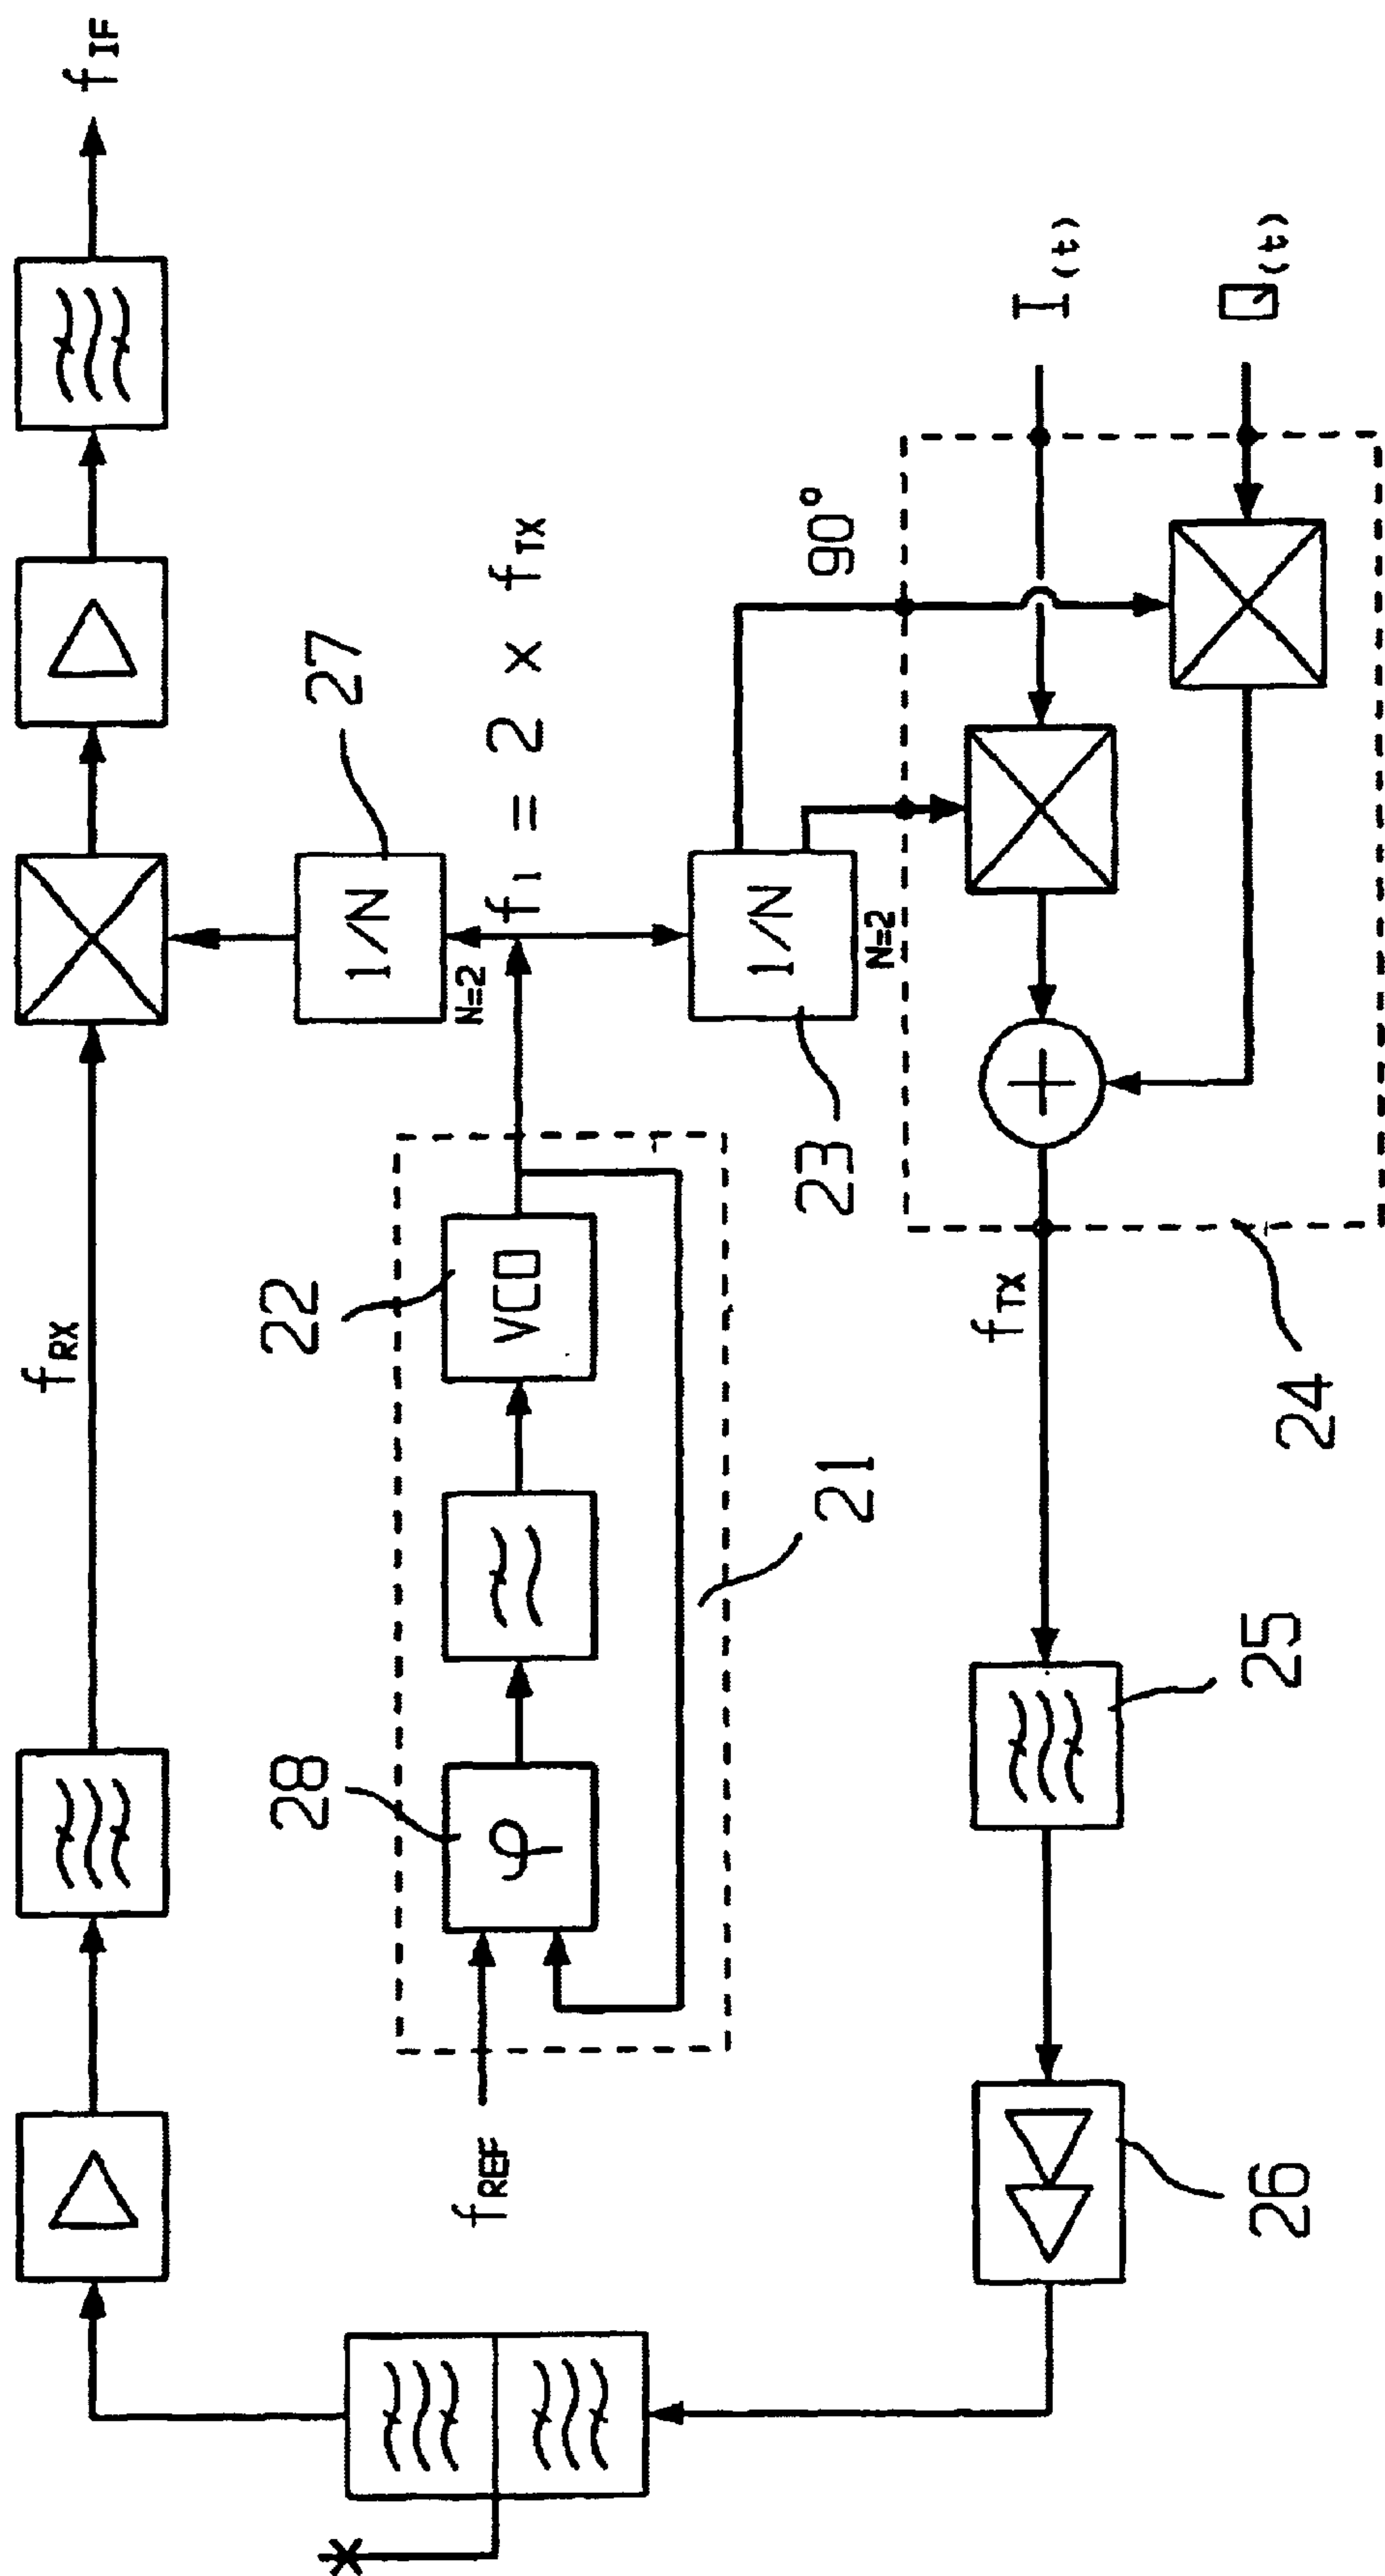 f_RX
f_IF
f_REF
28
φ
22
VCO
27
1/N
N=2
f_1 = 2 x f_TX
21
23
1/N
N=2
90°
I_(t)
Q_(t)
f_TX
24
25
26